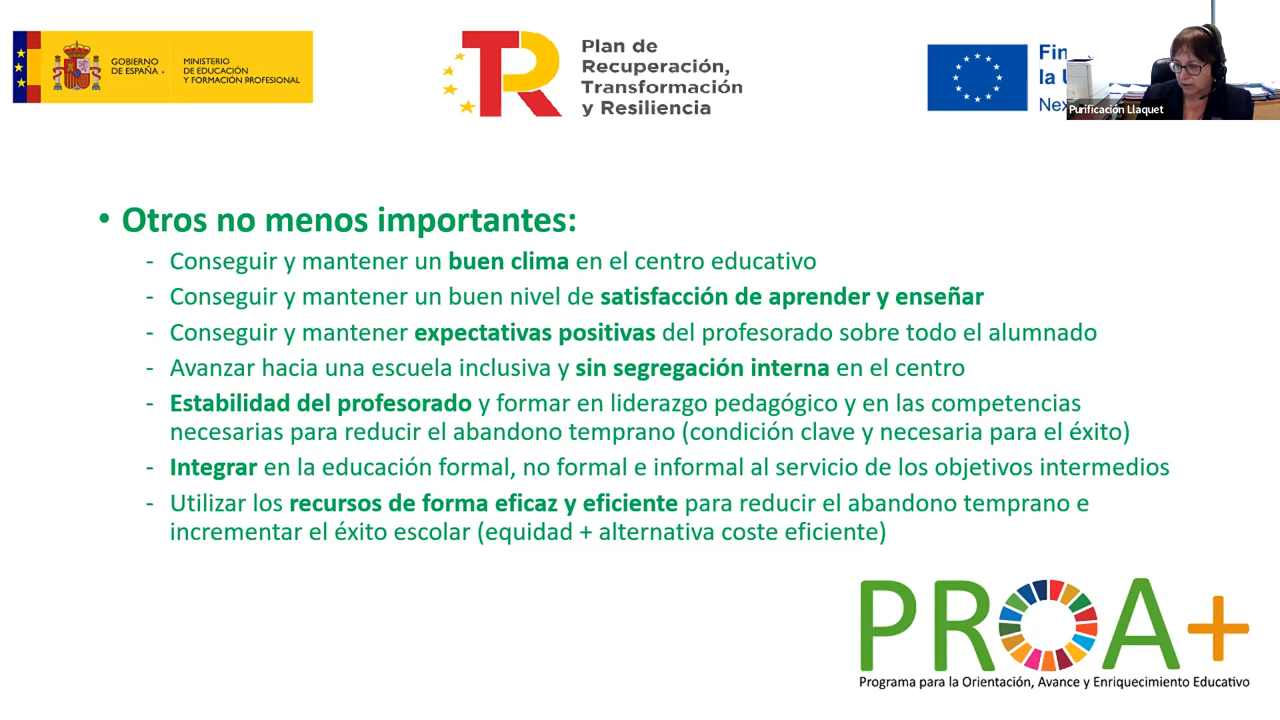 GOBIERNO
DE ESPAÑA
MINISTERIO
DE EDUCACIÓN
Y FORMACIÓN PROFESIONAL
TR
Plan de
Recuperación,
Transformación
y Resiliencia
Fin
la
Nex
Purificación Llaquet
• Otros no menos importantes:
- Conseguir y mantener un buen clima en el centro educativo
- Conseguir y mantener un buen nivel de satisfacción de aprender y enseñar
- Conseguir y mantener expectativas positivas del profesorado sobre todo el alumnado
- Avanzar hacia una escuela inclusiva y sin segregación interna en el centro
- Estabilidad del profesorado y formar en liderazgo pedagógico y en las competencias
necesarias para reducir el abandono temprano (condición clave y necesaria para el éxito)
- Integrar en la educación formal, no formal e informal al servicio de los objetivos intermedios
- Utilizar los recursos de forma eficaz y eficiente para reducir el abandono temprano e
incrementar el éxito escolar (equidad + alternativa coste eficiente)
PROA+
Programa para la Orientación, Avance y Enriquecimiento Educativo